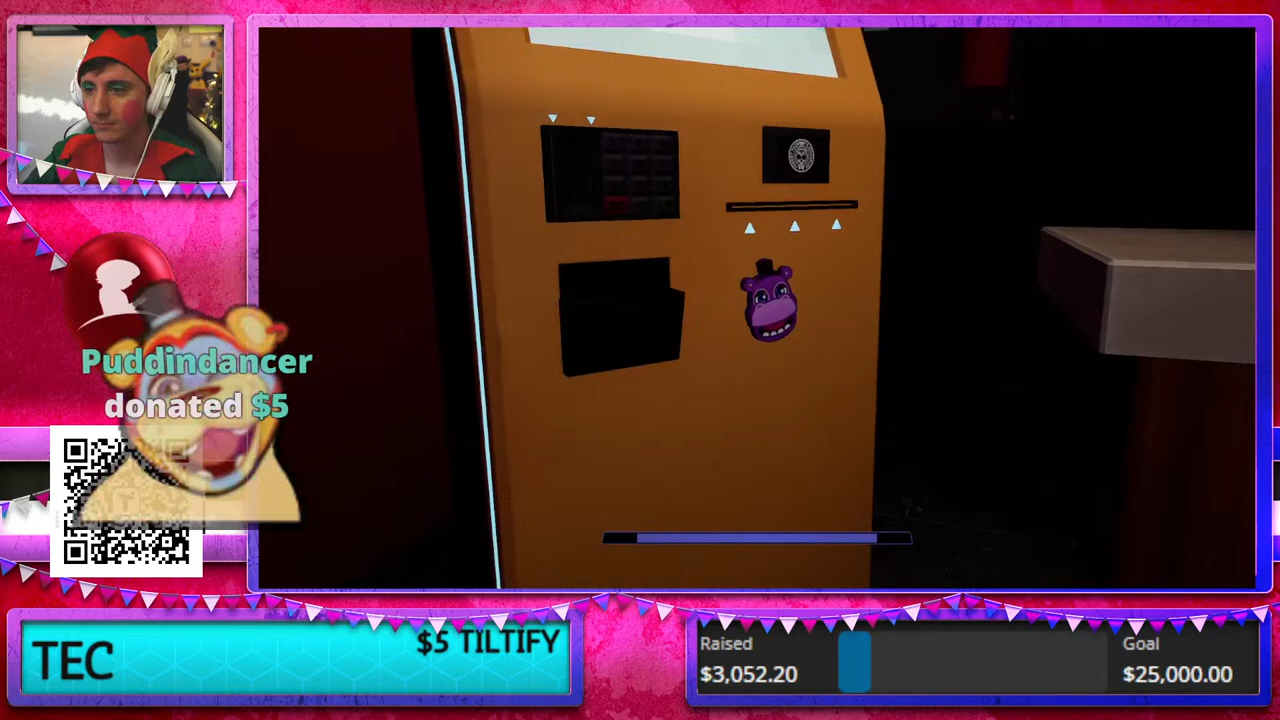 Puddindancer
donated $5
TEC
$5 TILTIFY
Raised
$3,052.20
Goal
$25,000.00